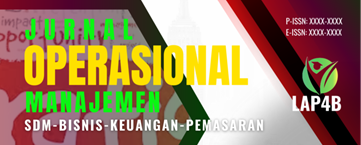 JURNAL
OPERASIONAL
MANAJEMEN
SDM-BISNIS-KEUANGAN-PEMASARAN
P-ISSN: XXXX-XXXX
E-ISSN: XXXX-XXXX
LAP4B